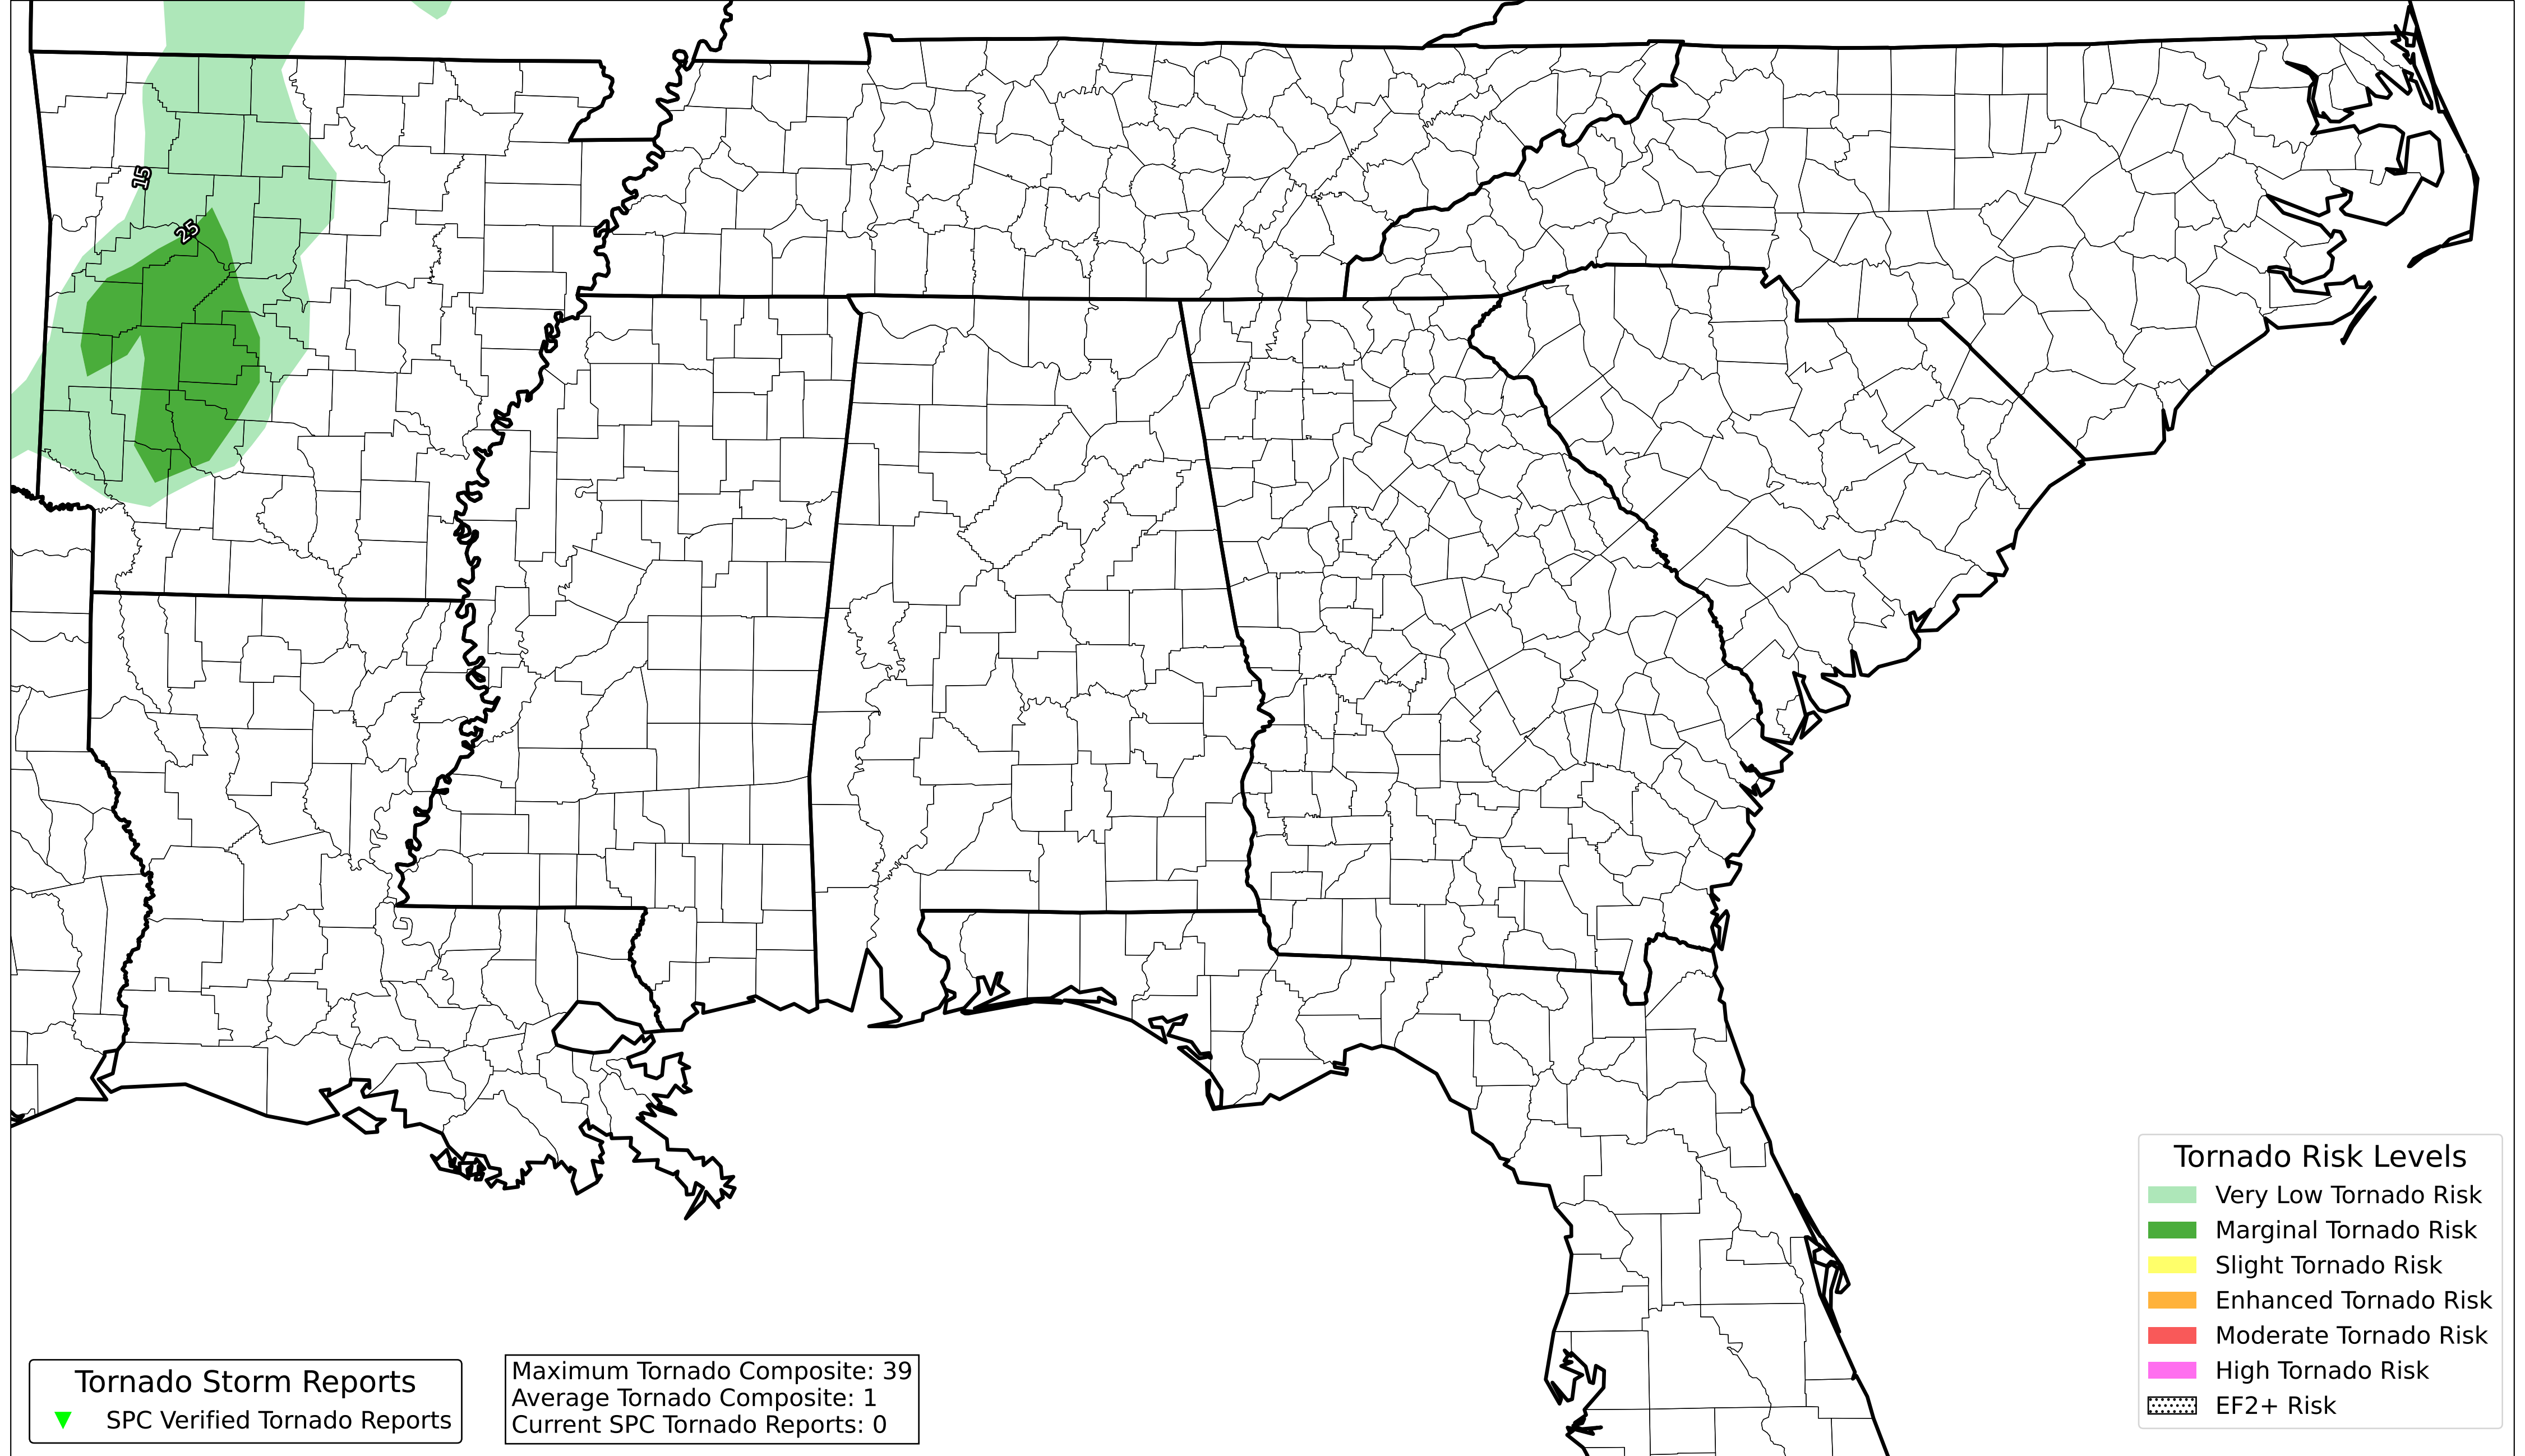 15
25
Tornado Risk Levels
Very Low Tornado Risk
Marginal Tornado Risk
Slight Tornado Risk
Enhanced Tornado Risk
Moderate Tornado Risk
High Tornado Risk
EF2+ Risk
Tornado Storm Reports
SPC Verified Tornado Reports
Maximum Tornado Composite: 39
Average Tornado Composite: 1
Current SPC Tornado Reports: 0